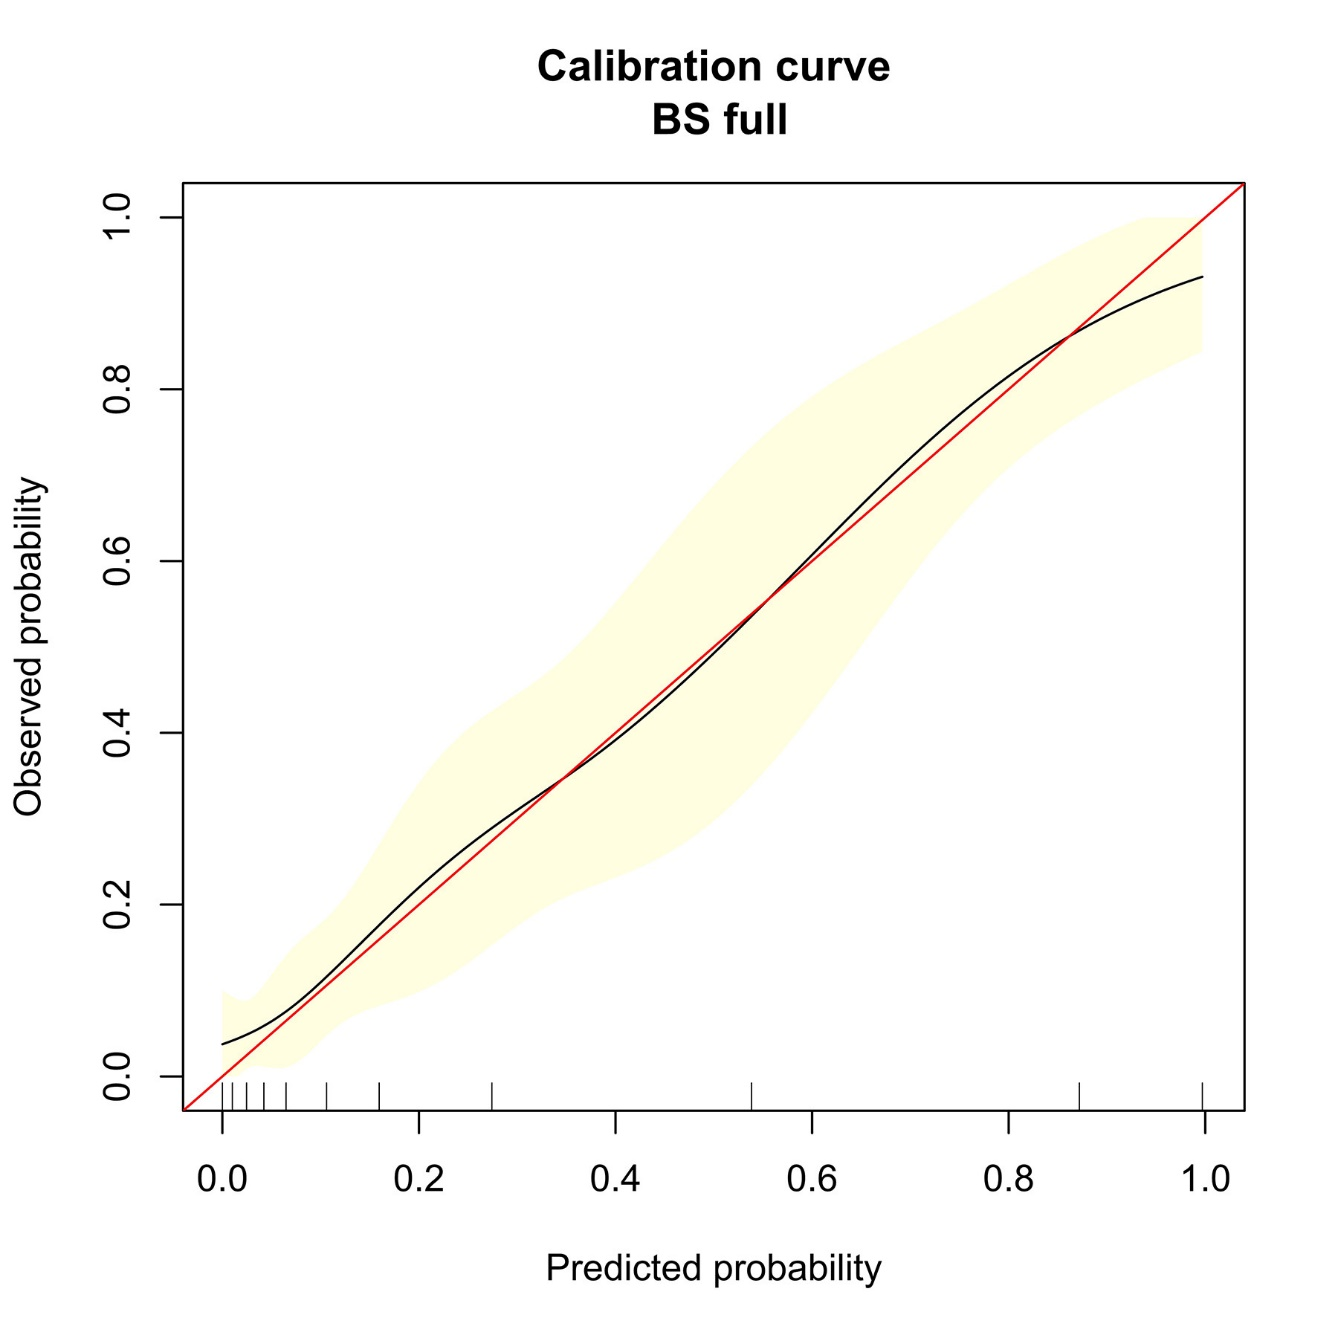 Calibration curve
BS full
Observed probability
1.0
0.8
0.6
0.4
0.2
0.0
0.0 0.2 0.4 0.6 0.8 1.0
Predicted probability